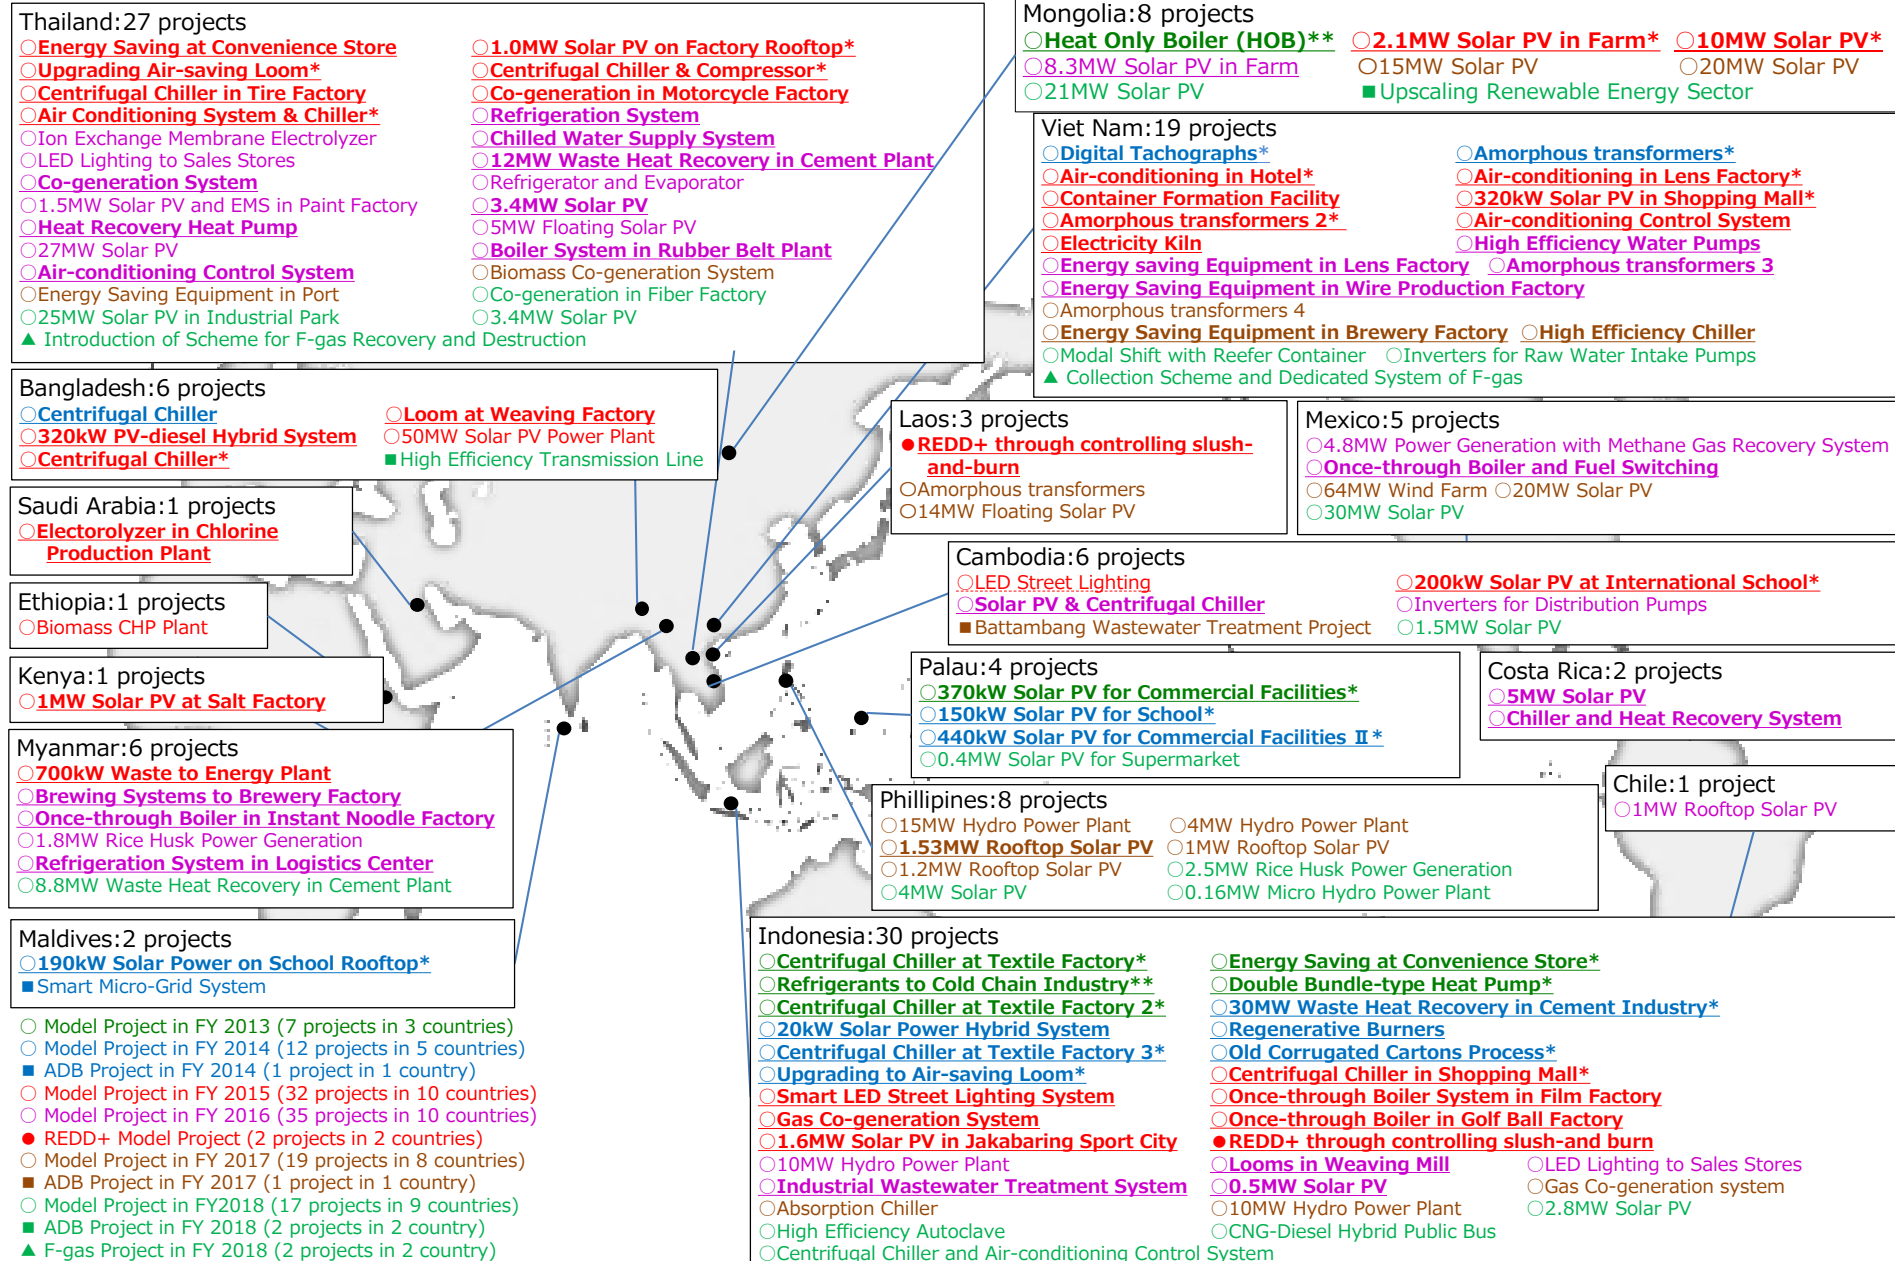 Thailand:27 projects
○Energy Saving at Convenience Store ○1.0MW Solar PV on Factory Rooftop*
○Upgrading Air-saving Loom* ○Centrifugal Chiller & Compressor*
○Centrifugal Chiller in Tire Factory ○Co-generation in Motorcycle Factory
○Air Conditioning System & Chiller* ○Refrigeration System
○Ion Exchange Membrane Electrolyzer ○Chilled Water Supply System
○LED Lighting to Sales Stores ○12MW Waste Heat Recovery in Cement Plant
○Co-generation System ○Refrigerator and Evaporator
○1.5MW Solar PV and EMS in Paint Factory ○3.4MW Solar PV
○Heat Recovery Heat Pump ○5MW Floating Solar PV
○27MW Solar PV ○Boiler System in Rubber Belt Plant
○Air-conditioning Control System ○Biomass Co-generation System
○Energy Saving Equipment in Port ○Co-generation in Fiber Factory
○25MW Solar PV in Industrial Park ○3.4MW Solar PV
▲ Introduction of Scheme for F-gas Recovery and Destruction
Mongolia:8 projects
○Heat Only Boiler (HOB)** ○2.1MW Solar PV in Farm* ○10MW Solar PV*
○8.3MW Solar PV in Farm ○15MW Solar PV ○20MW Solar PV
○21MW Solar PV ■Upscaling Renewable Energy Sector
Viet Nam:19 projects
○Digital Tachographs* ○Amorphous transformers*
○Air-conditioning in Hotel* ○Air-conditioning in Lens Factory*
○Container Formation Facility ○320kW Solar PV in Shopping Mall*
○Amorphous transformers 2* ○Air-conditioning Control System
○Electricity Kiln ○High Efficiency Water Pumps
○Energy saving Equipment in Lens Factory ○Amorphous transformers 3
○Energy Saving Equipment in Wire Production Factory
○Amorphous transformers 4
○Energy Saving Equipment in Brewery Factory ○High Efficiency Chiller
○Modal Shift with Reefer Container ○Inverters for Raw Water Intake Pumps
▲ Collection Scheme and Dedicated System of F-gas
Bangladesh:6 projects
○Centrifugal Chiller ○Loom at Weaving Factory
○320kW PV-diesel Hybrid System ○50MW Solar PV Power Plant
○Centrifugal Chiller* ■High Efficiency Transmission Line
Laos:3 projects
●REDD+ through controlling slush-
and-burn
○Amorphous transformers
○14MW Floating Solar PV
Mexico:5 projects
○4.8MW Power Generation with Methane Gas Recovery System
○Once-through Boiler and Fuel Switching
○64MW Wind Farm ○20MW Solar PV
○30MW Solar PV
Saudi Arabia:1 projects
○Electorolyzer in Chlorine
Production Plant
Cambodia:6 projects
○LED Street Lighting ○200kW Solar PV at International School*
○Solar PV & Centrifugal Chiller ○Inverters for Distribution Pumps
■Battambang Wastewater Treatment Project ○1.5MW Solar PV
Ethiopia:1 projects
○Biomass CHP Plant
Kenya:1 projects
○1MW Solar PV at Salt Factory
Palau:4 projects
○370kW Solar PV for Commercial Facilities*
○150kW Solar PV for School*
○440kW Solar PV for Commercial Facilities Ⅱ*
○0.4MW Solar PV for Supermarket
Costa Rica:2 projects
○5MW Solar PV
○Chiller and Heat Recovery System
Myanmar:6 projects
○700kW Waste to Energy Plant
○Brewing Systems to Brewery Factory
○Once-through Boiler in Instant Noodle Factory
○1.8MW Rice Husk Power Generation
○Refrigeration System in Logistics Center
○8.8MW Waste Heat Recovery in Cement Plant
Chile:1 project
○1MW Rooftop Solar PV
Phillipines:8 projects
○15MW Hydro Power Plant ○4MW Hydro Power Plant
○1.53MW Rooftop Solar PV ○1MW Rooftop Solar PV
○1.2MW Rooftop Solar PV ○2.5MW Rice Husk Power Generation
○4MW Solar PV ○0.16MW Micro Hydro Power Plant
Maldives:2 projects
○190kW Solar Power on School Rooftop*
■Smart Micro-Grid System
Indonesia:30 projects
○Centrifugal Chiller at Textile Factory* ○Energy Saving at Convenience Store*
○Refrigerants to Cold Chain Industry** ○Double Bundle-type Heat Pump*
○Centrifugal Chiller at Textile Factory 2* ○30MW Waste Heat Recovery in Cement Industry*
○20kW Solar Power Hybrid System ○Regenerative Burners
○Centrifugal Chiller at Textile Factory 3* ○Old Corrugated Cartons Process*
○Upgrading to Air-saving Loom* ○Centrifugal Chiller in Shopping Mall*
○Smart LED Street Lighting System ○Once-through Boiler System in Film Factory
○Gas Co-generation System ○Once-through Boiler in Golf Ball Factory
○1.6MW Solar PV in Jakabaring Sport City ●REDD+ through controlling slush-and burn
○10MW Hydro Power Plant ○Looms in Weaving Mill ○LED Lighting to Sales Stores
○Industrial Wastewater Treatment System ○0.5MW Solar PV ○Gas Co-generation system
○Absorption Chiller ○10MW Hydro Power Plant ○2.8MW Solar PV
○High Efficiency Autoclave ○CNG-Diesel Hybrid Public Bus
○Centrifugal Chiller and Air-conditioning Control System
○ Model Project in FY 2013 (7 projects in 3 countries)
○ Model Project in FY 2014 (12 projects in 5 countries)
■ ADB Project in FY 2014 (1 project in 1 country)
○ Model Project in FY 2015 (32 projects in 10 countries)
○ Model Project in FY 2016 (35 projects in 10 countries)
● REDD+ Model Project (2 projects in 2 countries)
○ Model Project in FY 2017 (19 projects in 8 countries)
■ ADB Project in FY 2017 (1 project in 1 country)
○ Model Project in FY2018 (17 projects in 9 countries)
■ ADB Project in FY 2018 (2 projects in 2 country)
▲ F-gas Project in FY 2018 (2 projects in 2 country)